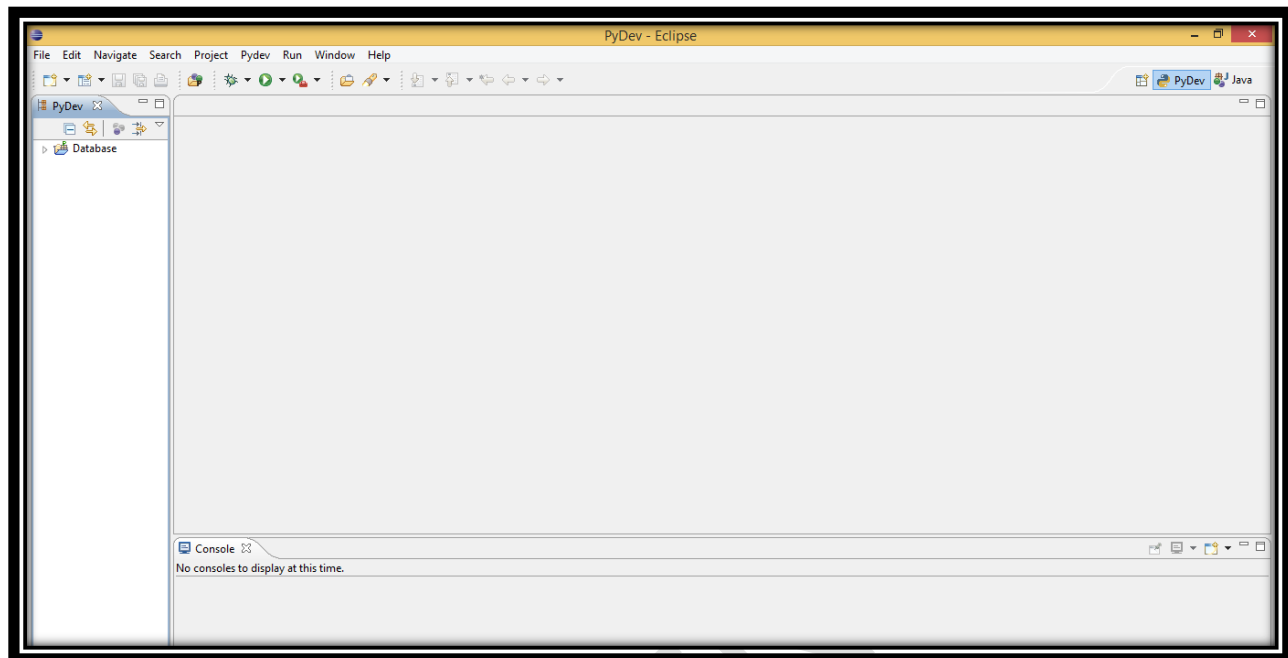 PyDev - Eclipse
File Edit Navigate Search Project Pydev Run Window Help
PyDev Java
PyDev
Database
Console
No consoles to display at this time.